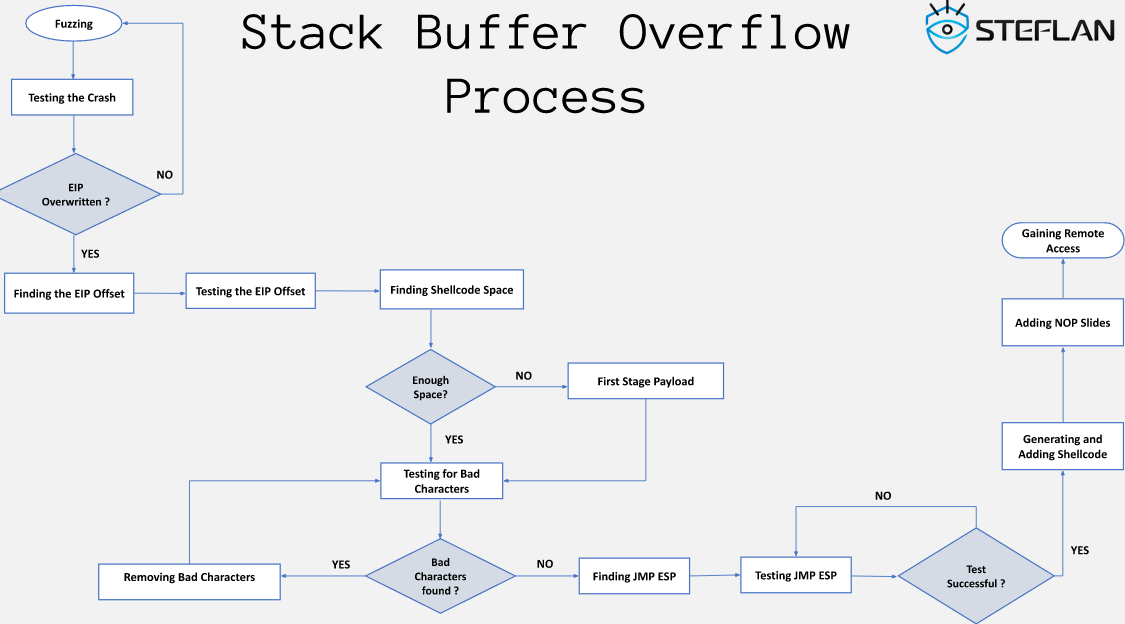 Stack Buffer Overflow
Process
STEFLAN
Fuzzing
Testing the Crash
EIP
Overwritten ?
NO
YES
Finding the EIP Offset
Testing the EIP Offset
Finding Shellcode Space
Enough
Space?
NO
First Stage Payload
YES
Testing for Bad
Characters
Bad
Characters
found ?
YES
Removing Bad Characters
NO
Finding JMP ESP
Testing JMP ESP
Test
Successful ?
NO
YES
Generating and
Adding Shellcode
Adding NOP Slides
Gaining Remote
Access